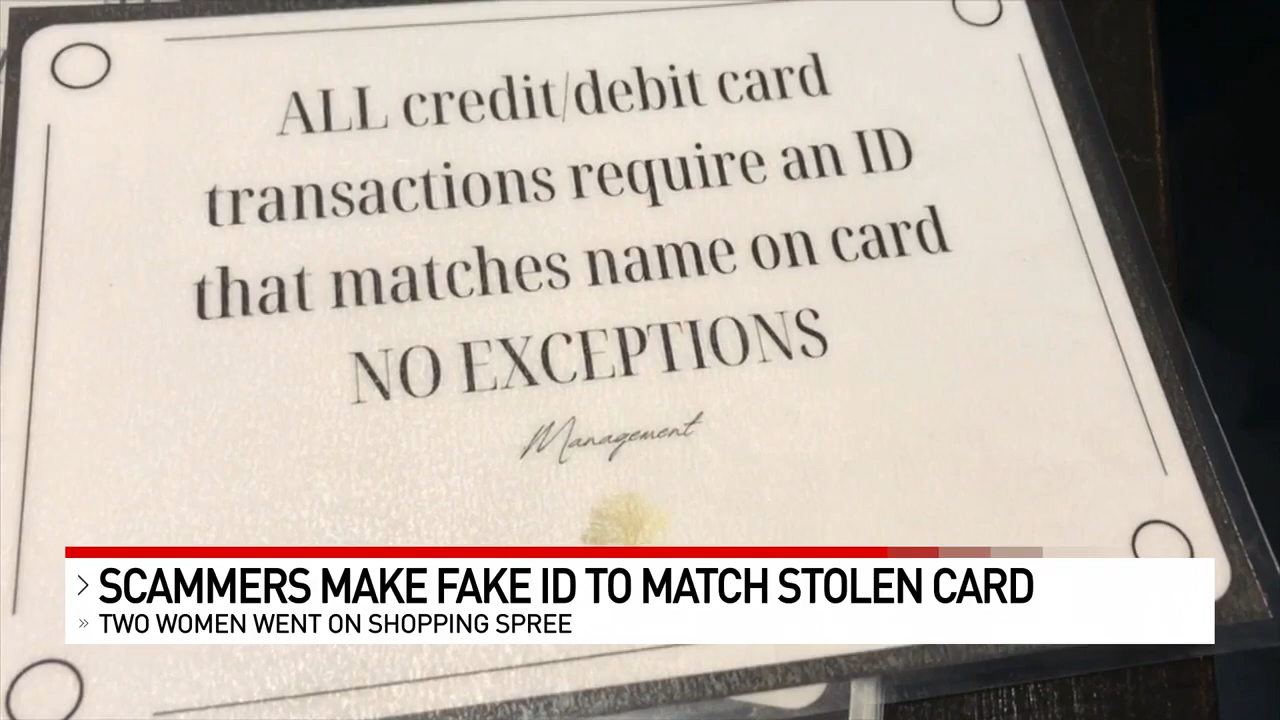 ALL credit/debit card
transactions require an ID
that matches name on card
NO EXCEPTIONS
Management
> SCAMMERS MAKE FAKE ID TO MATCH STOLEN CARD
» TWO WOMEN WENT ON SHOPPING SPREE